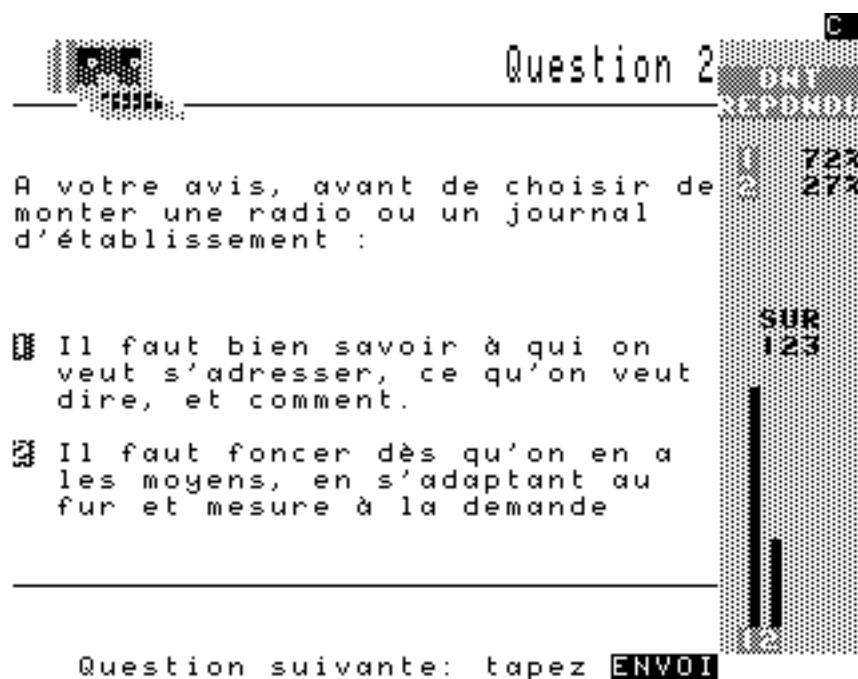 C
Question 2
ONT
REPONDU
1 72%
2 27%
A votre avis, avant de choisir de
monter une radio ou un journal
d'établissement :
SUR
123
1 Il faut bien savoir à qui on
veut s'adresser, ce qu'on veut
dire, et comment.
2 Il faut foncer dès qu'on en a
les moyens, en s'adaptant au
fur et mesure à la demande
1 2
Question suivante: tapez ENVOI